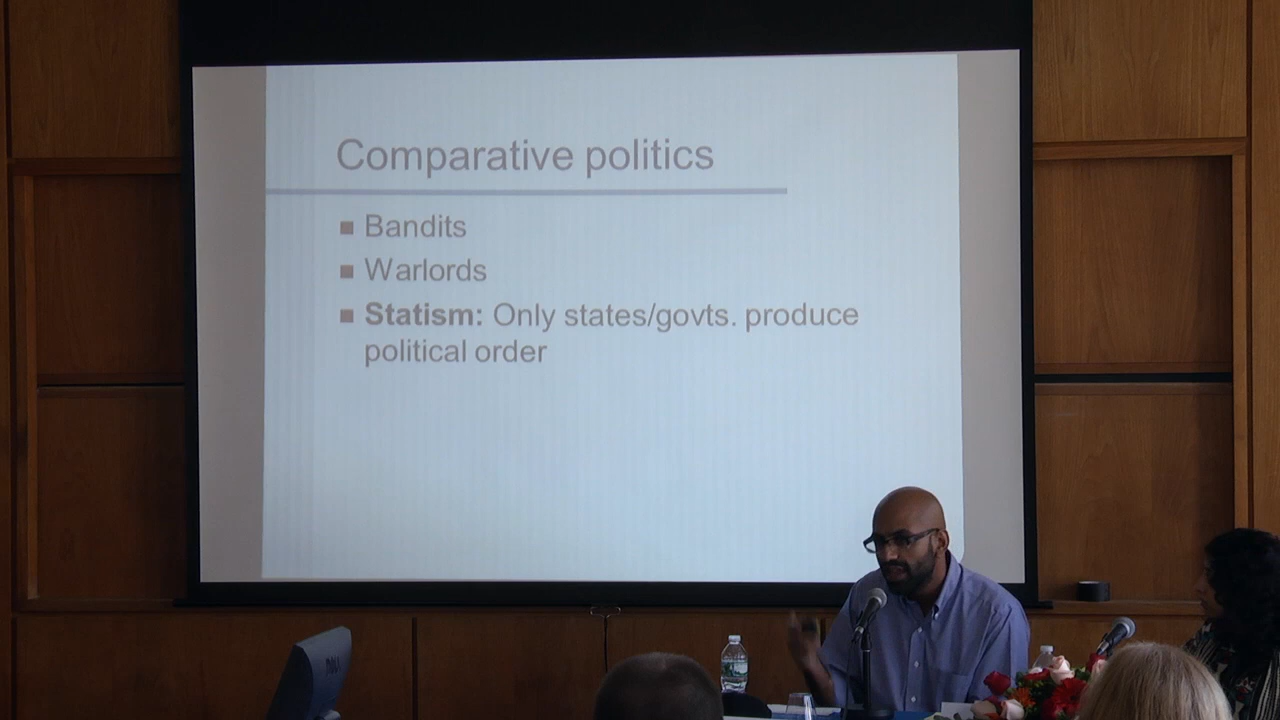 Comparative politics
Bandits
Warlords
Statism: Only states/govts. produce
political order